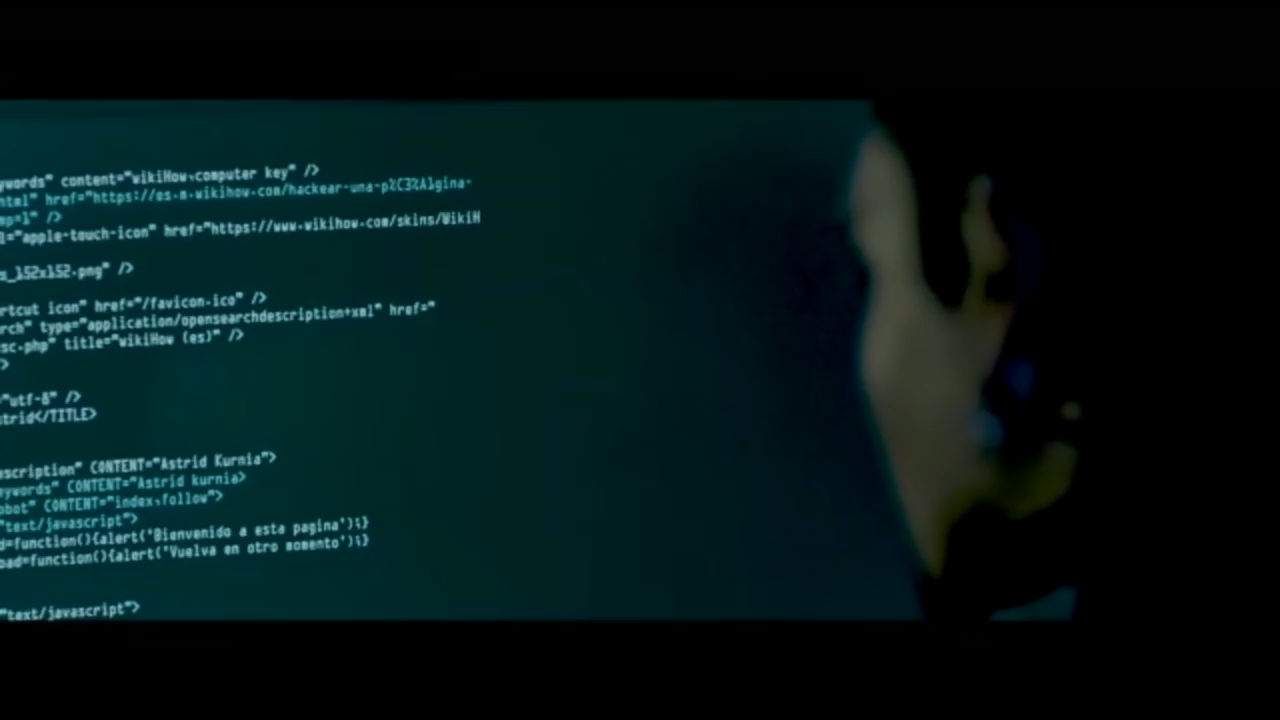 ywords" content="wikiHow,computer key" />
html" href="https://es.m.wikihow.com/hackear-una-p%C3%A1gina-
mp=1" />
l="apple-touch-icon" href="https://www.wikihow.com/skins/WikiH
s_152x152.png" />
rtcut icon" href="/favicon.ico" />
rch" type="application/opensearchdescription+xml" href="
sc.php" title="wikiHow (es)" />
>
="utf-8" />
trid</TITLE>
escription" CONTENT="Astrid Kurnia">
eywords" CONTENT="Astrid kurnia>
obot" CONTENT="index,follow">
"text/javascript">
d=function(){alert('Bienvenido a esta pagina');}
oad=function(){alert('Vuelva en otro momento');}
"text/javascript">